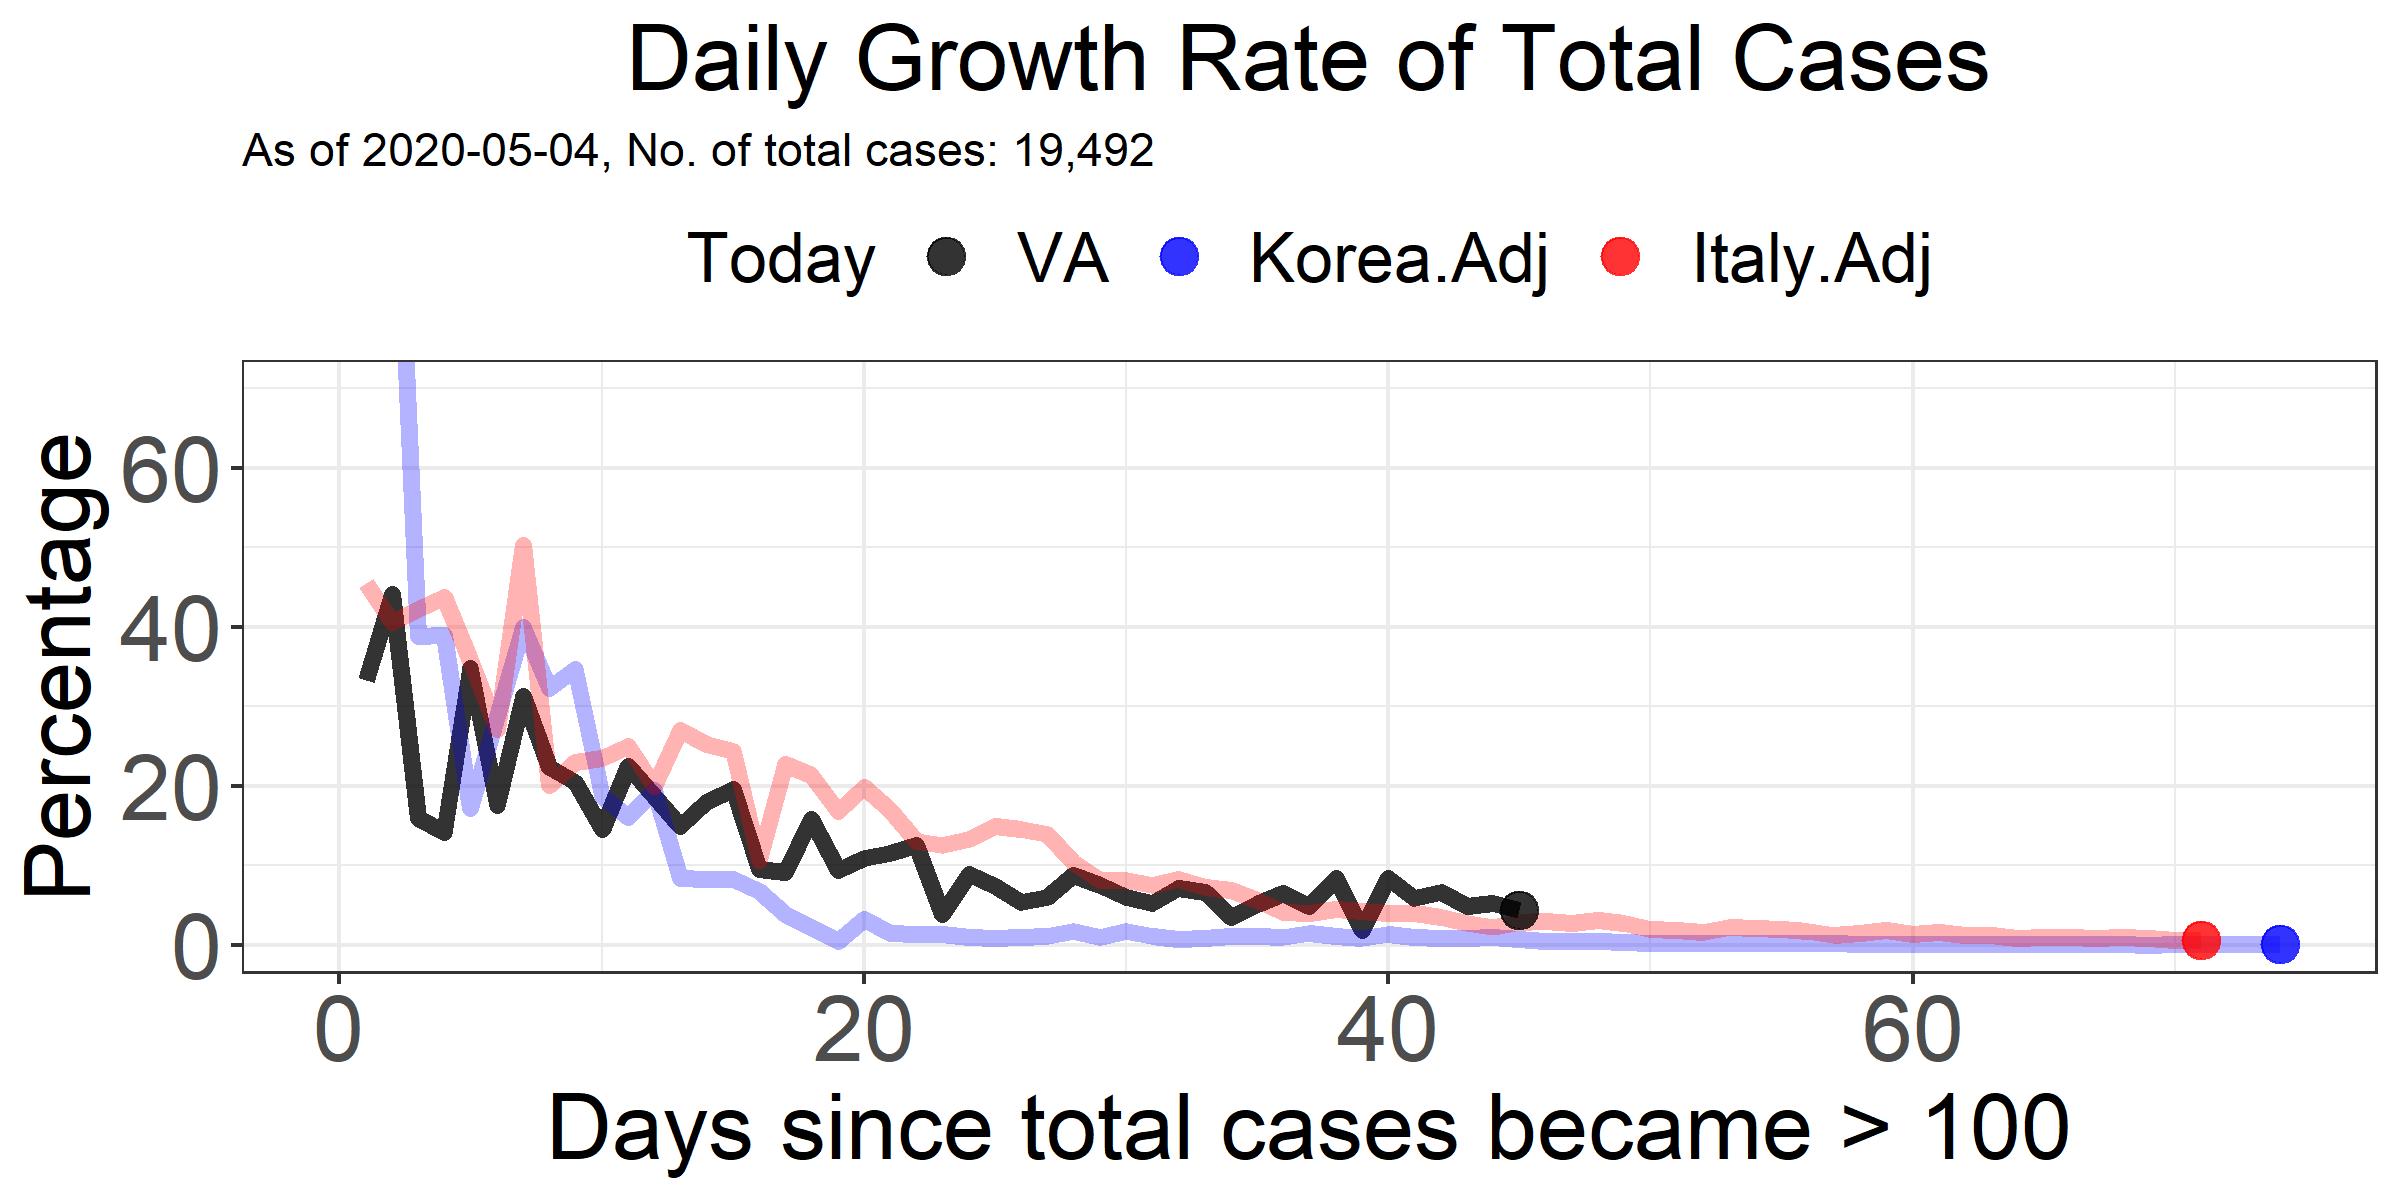 Daily Growth Rate of Total Cases
As of 2020-05-04, No. of total cases: 19,492
Today VA Korea.Adj Italy.Adj
Percentage
60
40
20
0
0 20 40 60
Days since total cases became > 100